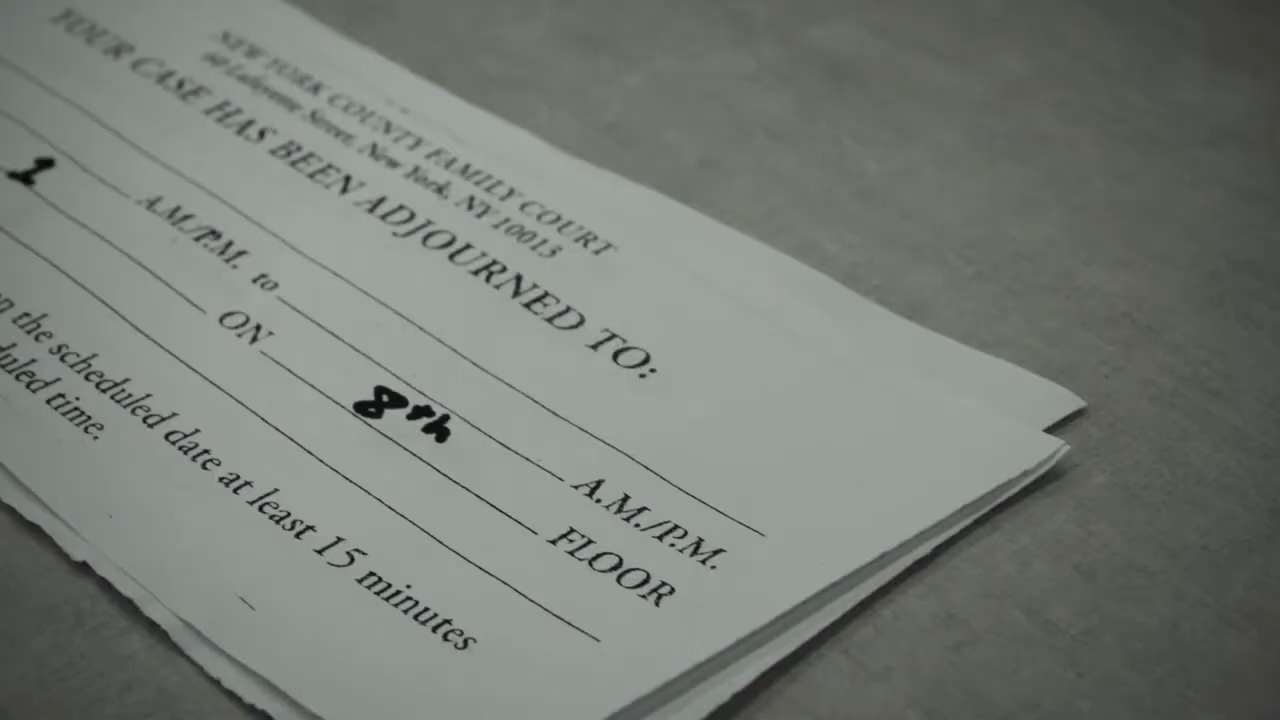 NEW YORK COUNTY FAMILY COURT
60 Lafayette Street, New York, NY 10013
YOUR CASE HAS BEEN ADJOURNED TO:
A.M./P.M. to A.M./P.M.
1 ON 8th FLOOR
n the scheduled date at least 15 minutes
duled time.